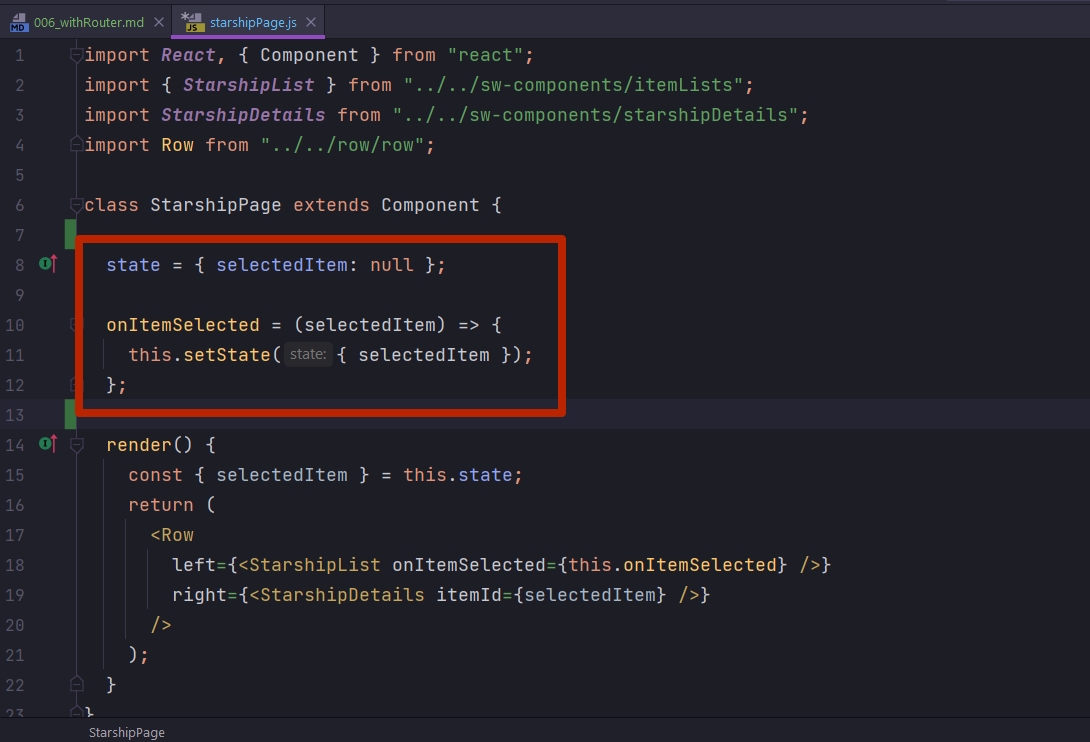 006_withRouter.md
starshipPage.js
1 import React, { Component } from "react";
2 import { StarshipList } from "../../sw-components/itemLists";
3 import StarshipDetails from "../../sw-components/starshipDetails";
4 import Row from "../../row/row";
5
6 class StarshipPage extends Component {
7
8 state = { selectedItem: null };
9
10 onItemSelected = (selectedItem) => {
11 this.setState( state: { selectedItem });
12 };
13
14 render() {
15 const { selectedItem } = this.state;
16 return (
17 <Row
18 left={<StarshipList onItemSelected={this.onItemSelected} />}
19 right={<StarshipDetails itemId={selectedItem} />}
20 />
21 );
22 }
23 }
StarshipPage